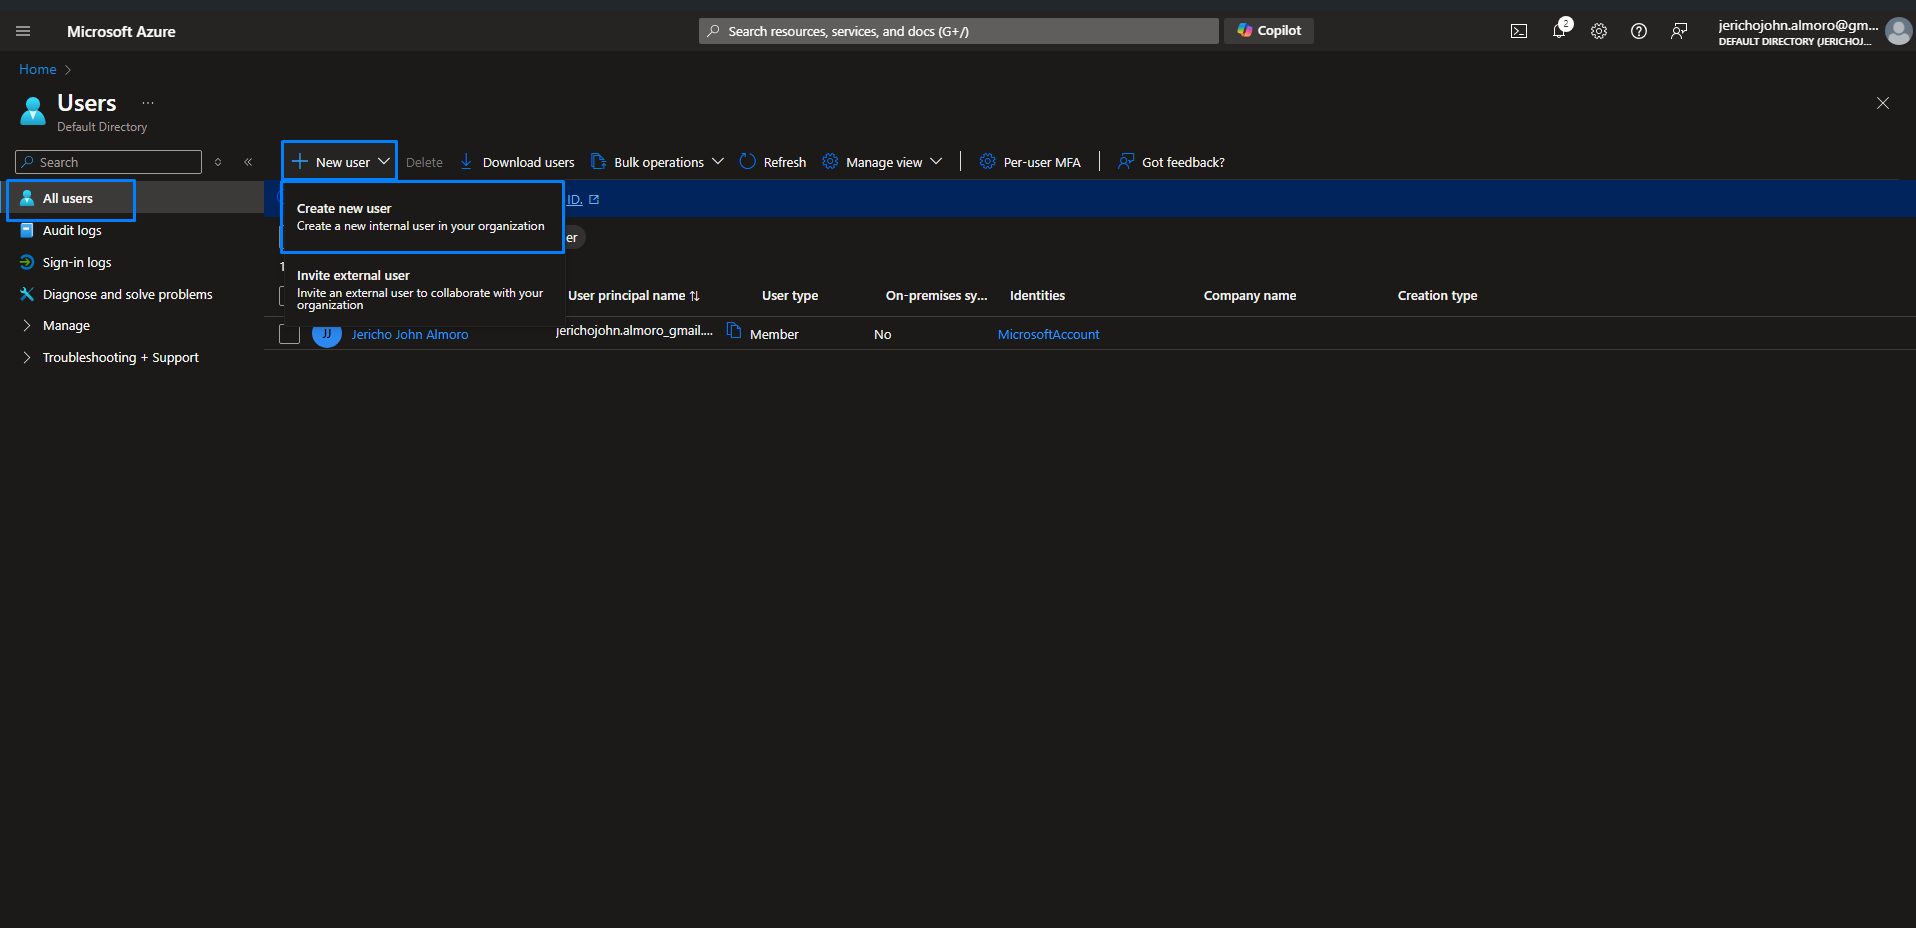 Microsoft Azure
Search resources, services, and docs (G+/)
Copilot
2
jerichojohn.almoro@gm...
DEFAULT DIRECTORY (JERICHOJ...
Home
Users
...
Default Directory
Search
New user
Delete
Download users
Bulk operations
Refresh
Manage view
Per-user MFA
Got feedback?
All users
Audit logs
Sign-in logs
Diagnose and solve problems
Manage
Troubleshooting + Support
Create new user
Create a new internal user in your organization
ID.
er
1
Invite external user
Invite an external user to collaborate with your
organization
User principal name
User type
On-premises sy...
Identities
Company name
Creation type
JJ
Jericho John Almoro
jerichojohn.almoro_gmail....
Member
No
MicrosoftAccount